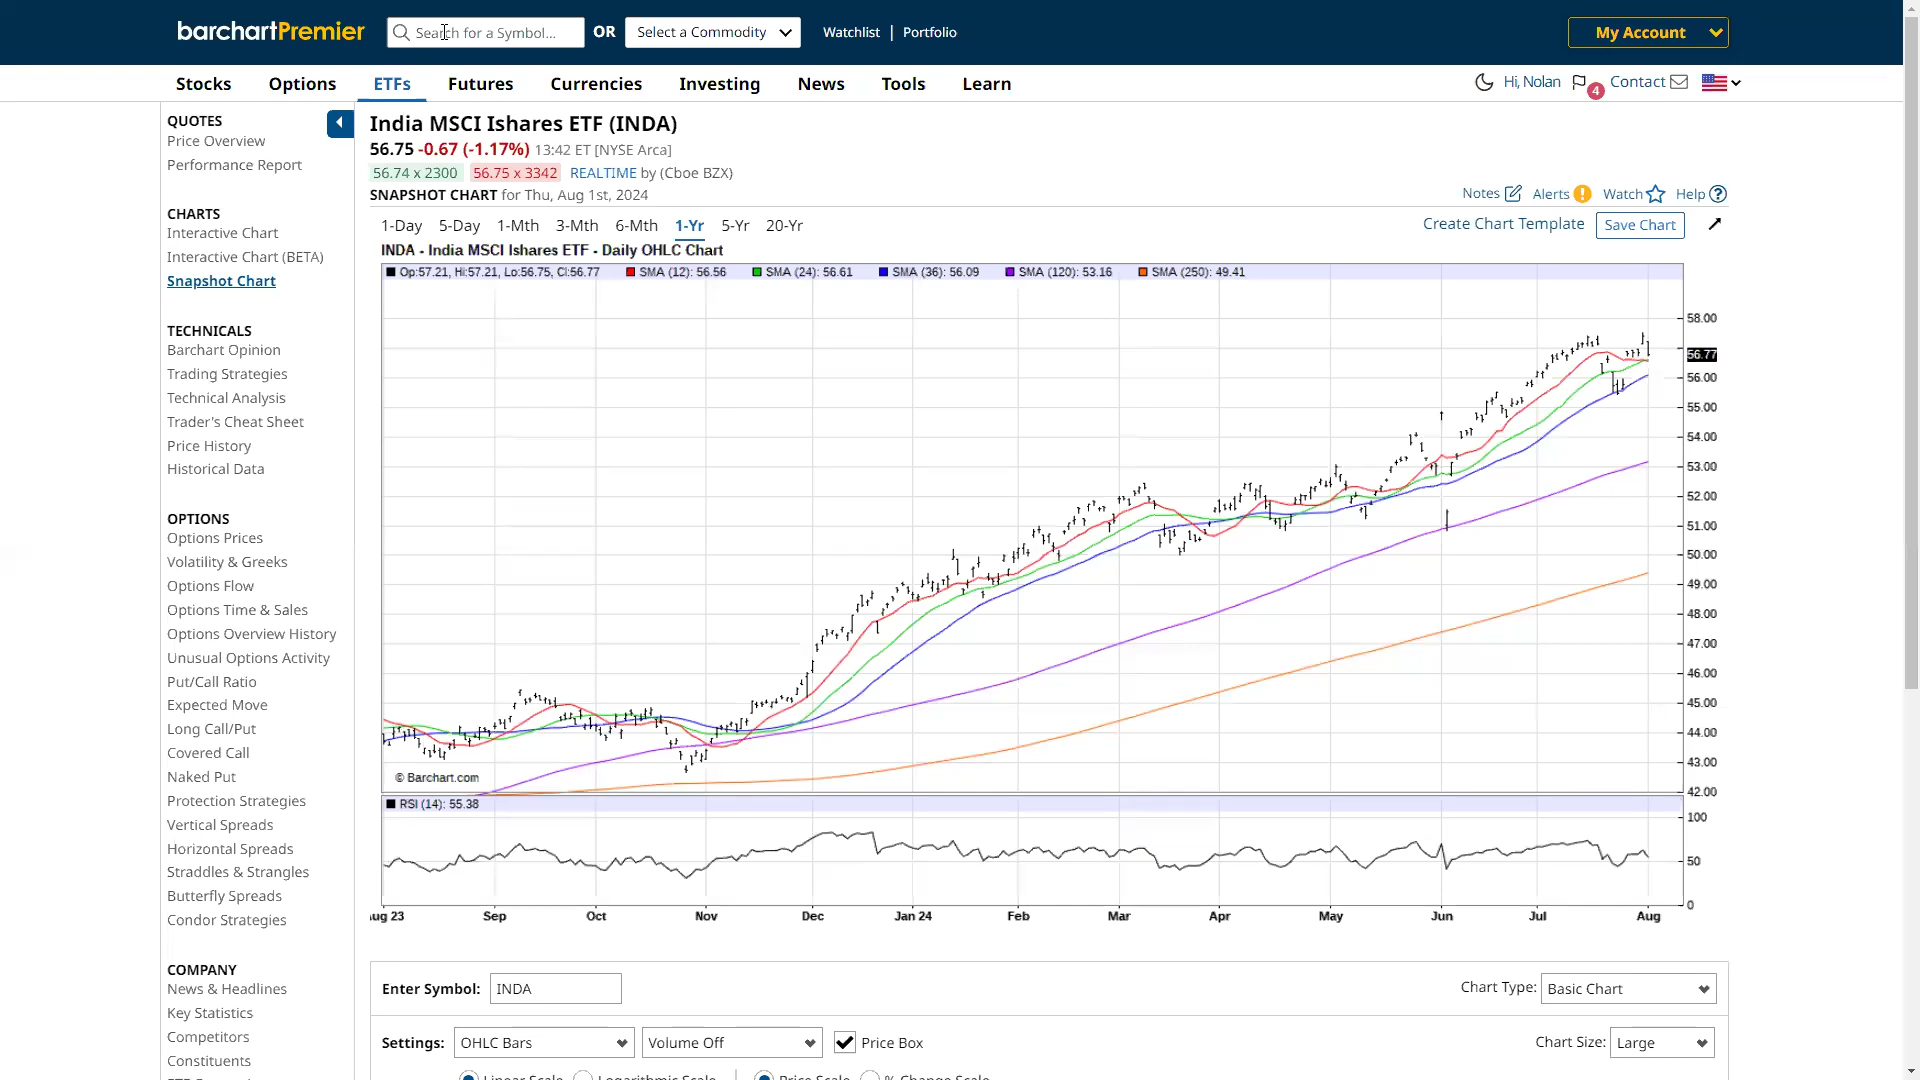 barchartPremier
Search for a Symbol...
OR
Select a Commodity
Watchlist | Portfolio
My Account
Stocks
Options
ETFs
Futures
Currencies
Investing
News
Tools
Learn
Hi, Nolan
4
Contact
QUOTES
Price Overview
Performance Report
CHARTS
Interactive Chart
Interactive Chart (BETA)
Snapshot Chart
TECHNICALS
Barchart Opinion
Trading Strategies
Technical Analysis
Trader's Cheat Sheet
Price History
Historical Data
OPTIONS
Options Prices
Volatility & Greeks
Options Flow
Options Time & Sales
Options Overview History
Unusual Options Activity
Put/Call Ratio
Expected Move
Long Call/Put
Covered Call
Naked Put
Protection Strategies
Vertical Spreads
Horizontal Spreads
Straddles & Strangles
Butterfly Spreads
Condor Strategies
COMPANY
News & Headlines
Key Statistics
Competitors
Constituents
India MSCI Ishares ETF (INDA)
56.75 -0.67 (-1.17%) 13:42 ET [NYSE Arca]
56.74 x 2300 56.75 x 3342 REALTIME by (Cboe BZX)
SNAPSHOT CHART for Thu, Aug 1st, 2024
Notes Alerts Watch Help
1-Day 5-Day 1-Mth 3-Mth 6-Mth 1-Yr 5-Yr 20-Yr
Create Chart Template Save Chart
INDA - India MSCI Ishares ETF - Daily OHLC Chart
Op:57.21, Hi:57.21, Lo:56.75, Cl:56.77 SMA (12): 56.56 SMA (24): 56.61 SMA (36): 56.09 SMA (120): 53.16 SMA (250): 49.41
58.00
56.77
56.00
55.00
54.00
53.00
52.00
51.00
50.00
49.00
48.00
47.00
46.00
45.00
44.00
43.00
42.00
© Barchart.com
RSI (14): 55.38
100
50
0
ug 23 Sep Oct Nov Dec Jan 24 Feb Mar Apr May Jun Jul Aug
Enter Symbol: INDA
Chart Type: Basic Chart
Settings: OHLC Bars Volume Off Price Box
Chart Size: Large
Linear Scale Logarithmic Scale | Price Scale % Change Scale